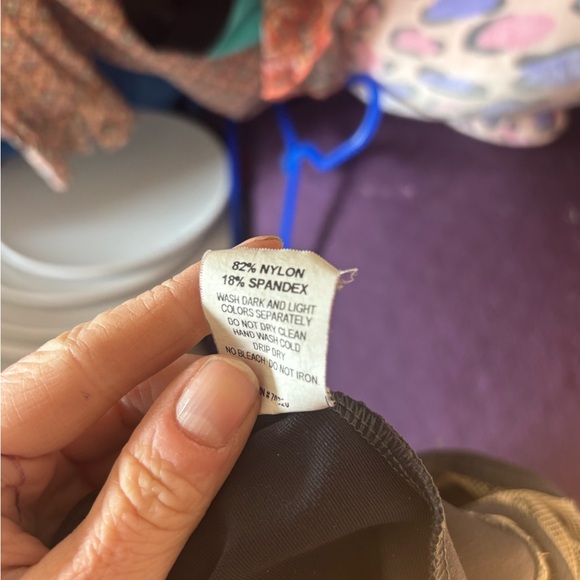 82% NYLON
18% SPANDEX
WASH DARK AND LIGHT
COLORS SEPARATELY
DO NOT DRY CLEAN
HAND WASH COLD
DRIP DRY
NO BLEACH DO NOT IRON